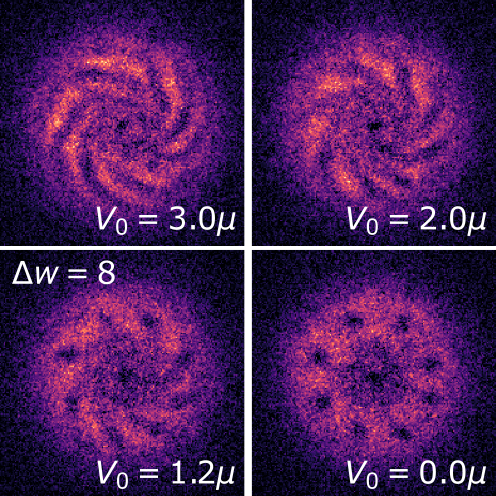 V₀ = 3.0μ
V₀ = 2.0μ
Δw = 8
V₀ = 1.2μ
V₀ = 0.0μ